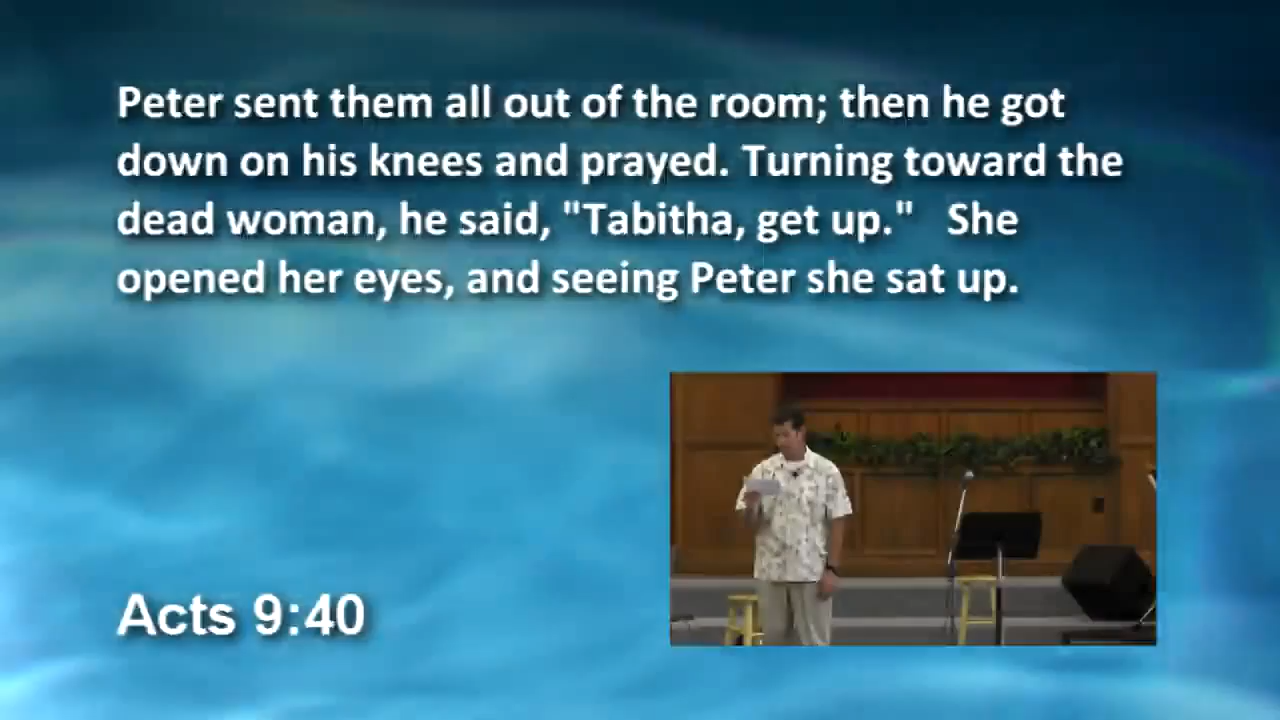 Peter sent them all out of the room; then he got
down on his knees and prayed. Turning toward the
dead woman, he said, "Tabitha, get up."   She
opened her eyes, and seeing Peter she sat up.
Acts 9:40